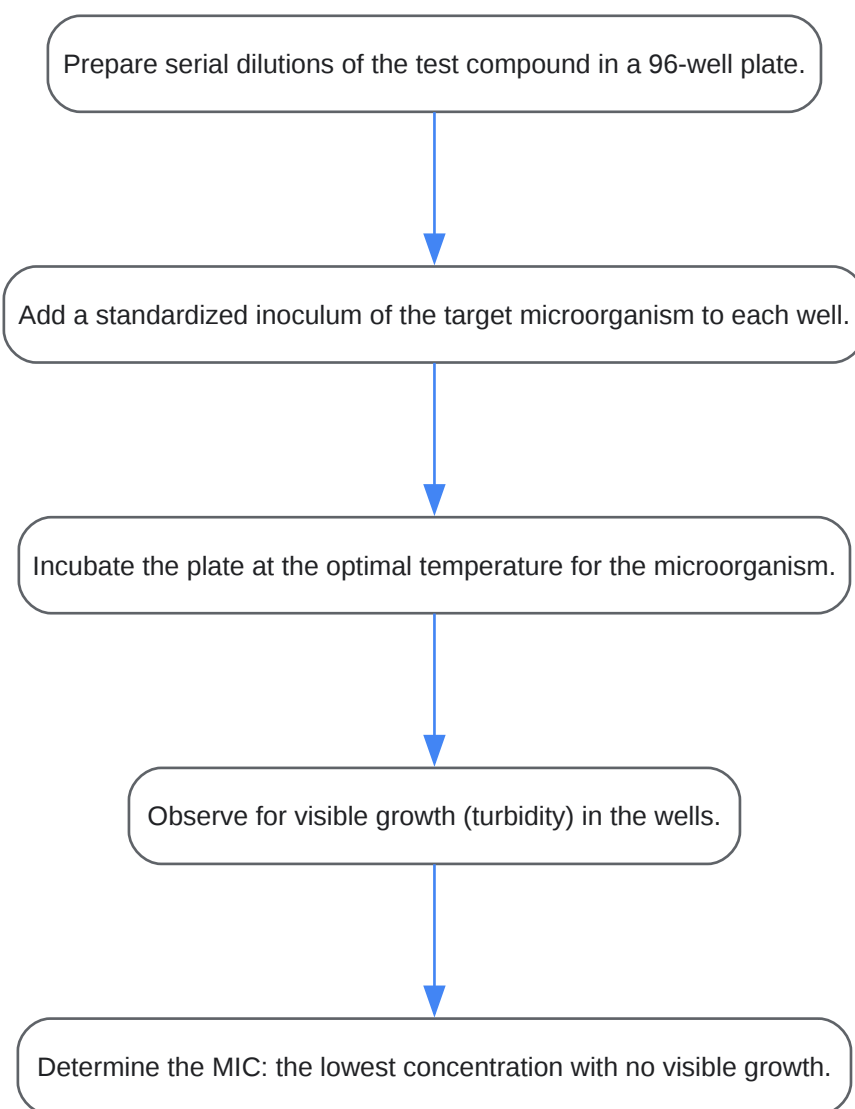 Prepare serial dilutions of the test compound in a 96-well plate.
Add a standardized inoculum of the target microorganism to each well.
Incubate the plate at the optimal temperature for the microorganism.
Observe for visible growth (turbidity) in the wells.
Determine the MIC: the lowest concentration with no visible growth.